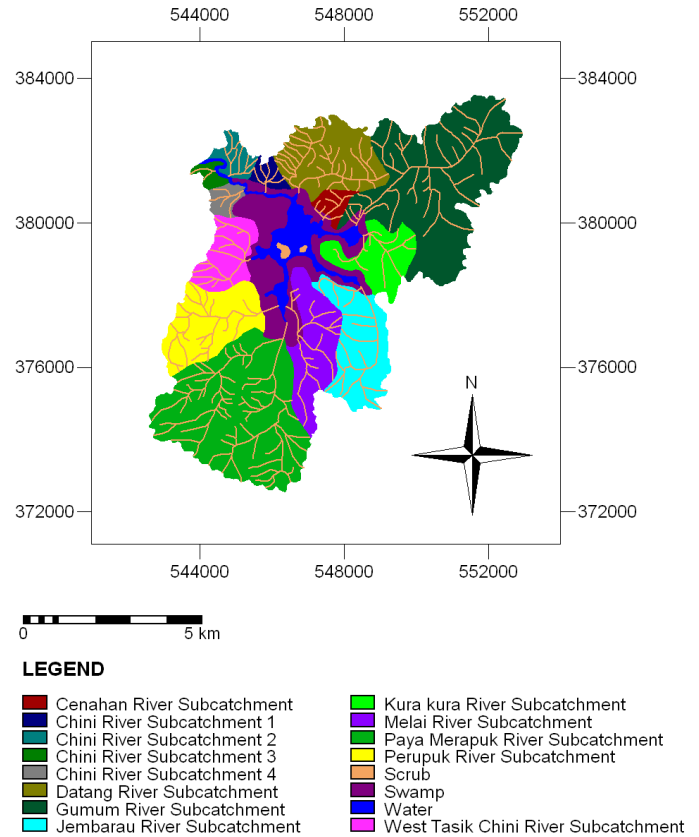 544000 548000 552000
384000 384000
380000 380000
376000 376000
N
372000 372000
544000 548000 552000
0 5 km
LEGEND
Cenahan River Subcatchment
Chini River Subcatchment 1
Chini River Subcatchment 2
Chini River Subcatchment 3
Chini River Subcatchment 4
Datang River Subcatchment
Gumum River Subcatchment
Jembarau River Subcatchment
Kura kura River Subcatchment
Melai River Subcatchment
Paya Merapuk River Subcatchment
Perupuk River Subcatchment
Scrub
Swamp
Water
West Tasik Chini River Subcatchment